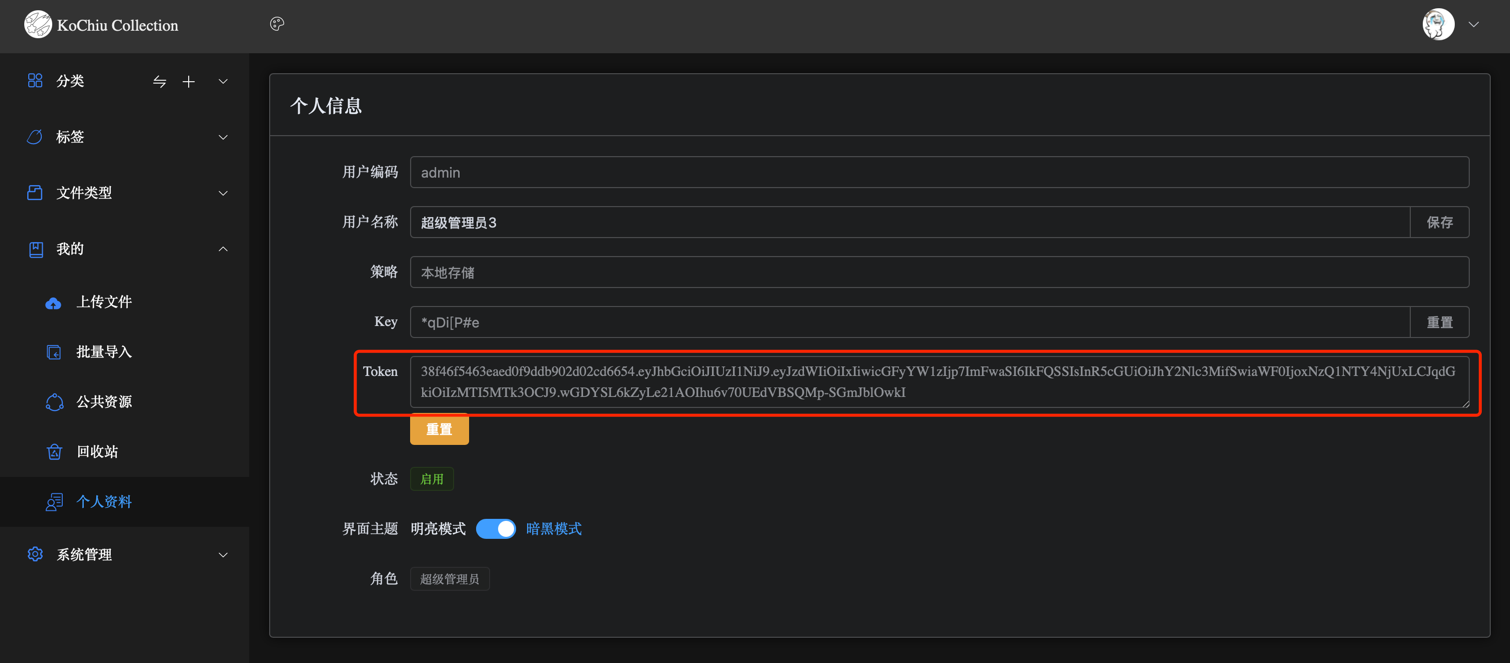 KoChiu Collection
分类
标签
文件类型
我的
上传文件
批量导入
公共资源
回收站
个人资料
系统管理
个人信息
用户编码 admin
用户名称 超级管理员3 保存
策略 本地存储
Key *qDi[P#e 重置
Token 38f46f5463eaed0f9ddb902d02cd6654.eyJhbGciOiJIUzI1NiJ9.eyJzdWIiOiIxIiwicGFyYW1zIjp7ImFwaSI6IkFQSSIsInR5cGUiOiJhY2Nlc3MifSwiaWF0IjoxNzQ1NTY4NjUxLCJqdG
kiOiIzMTI5MTk3OCJ9.wGDYSL6kZyLe21AOIhu6v70UEdVBSQMp-SGmJblOwkI
重置
状态 启用
界面主题 明亮模式 暗黑模式
角色 超级管理员